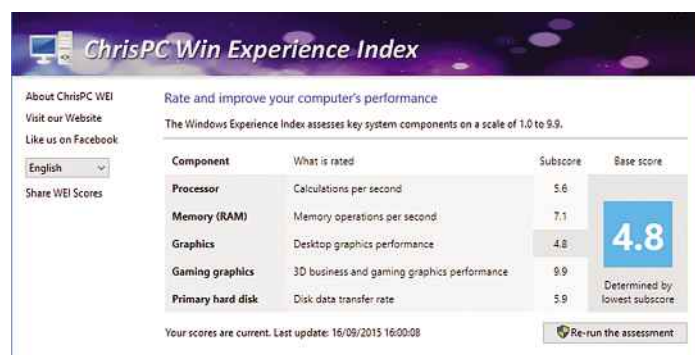 ChrisPC Win Experience Index
About ChrisPC WEI
Visit our Website
Like us on Facebook
English
Share WEI Scores
Rate and improve your computer's performance
The Windows Experience Index assesses key system components on a scale of 1.0 to 9.9.
Component What is rated Subscore Base score
Processor Calculations per second 5.6
Memory (RAM) Memory operations per second 7.1
Graphics Desktop graphics performance 4.8
Gaming graphics 3D business and gaming graphics performance 9.9
Primary hard disk Disk data transfer rate 5.9
4.8
Determined by
lowest subscore
Your scores are current. Last update: 16/09/2015 16:00:08
Re-run the assessment